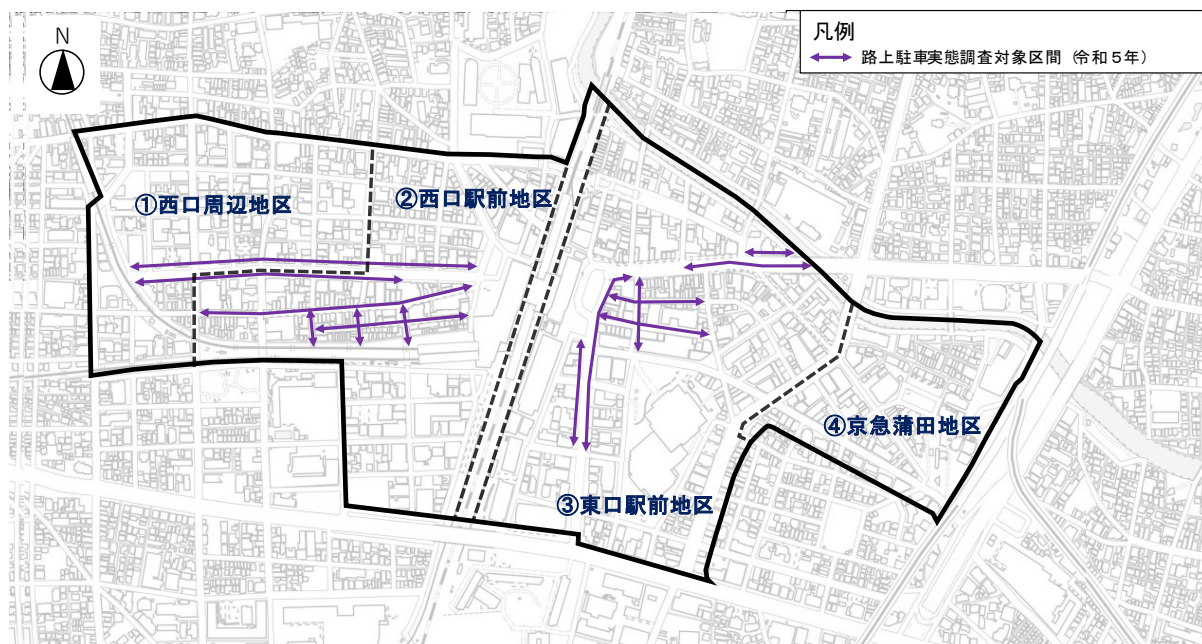 凡例
路上駐車実態調査対象区間(令和5年)
N
①西口周辺地区
②西口駅前地区
③東口駅前地区
④京急蒲田地区